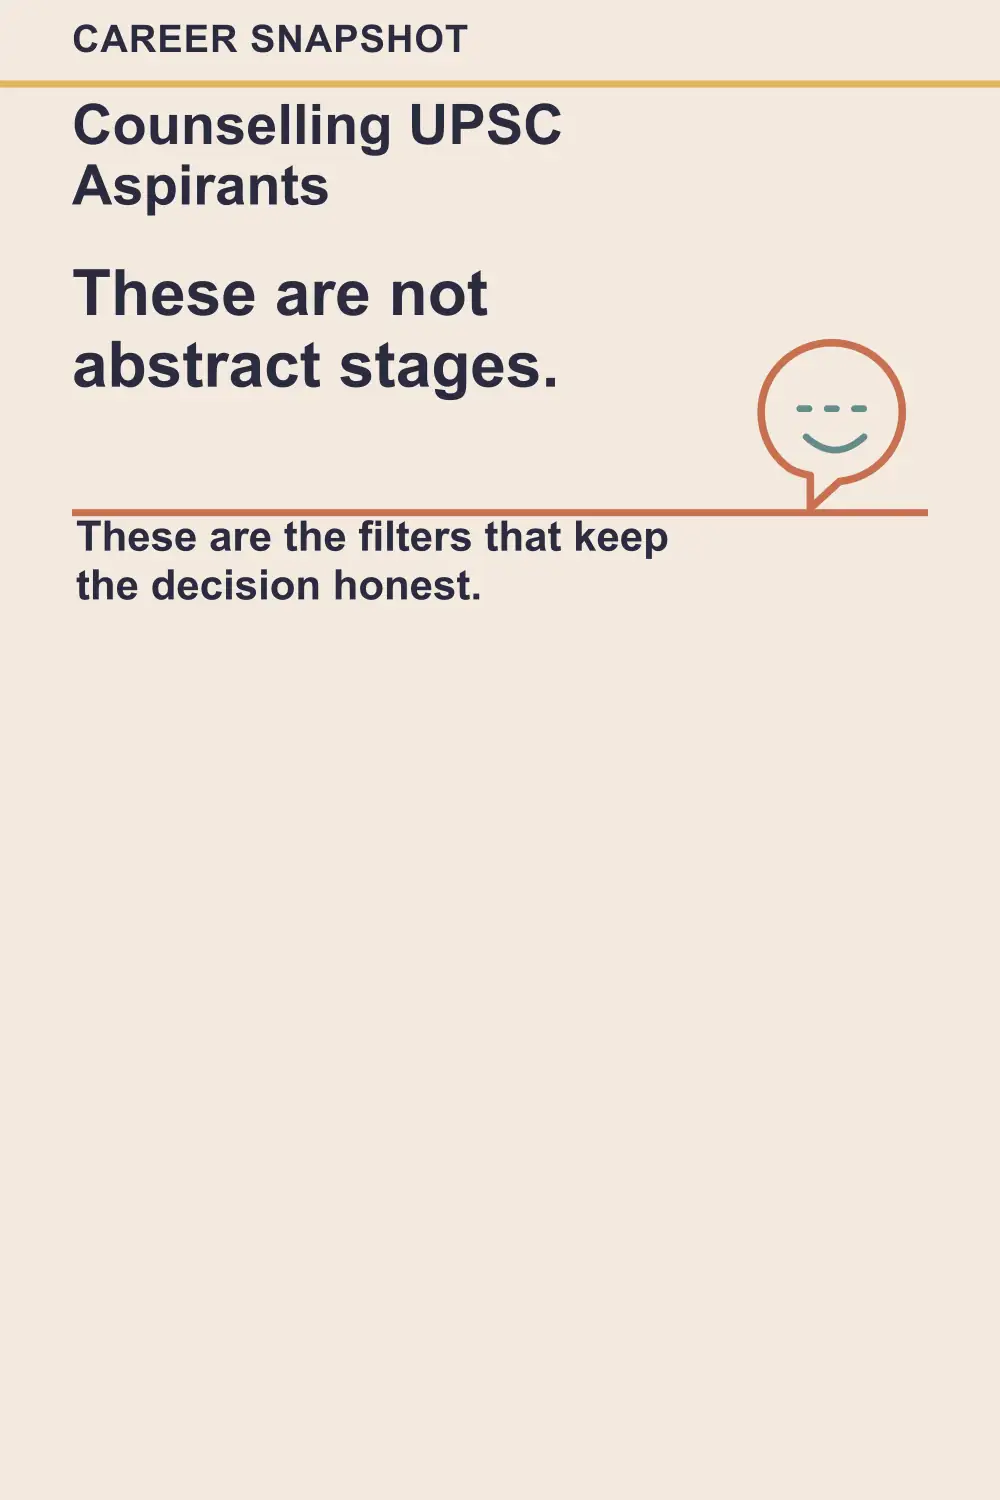 CAREER SNAPSHOT
Counselling UPSC
Aspirants
These are not
abstract stages.
These are the filters that keep
the decision honest.